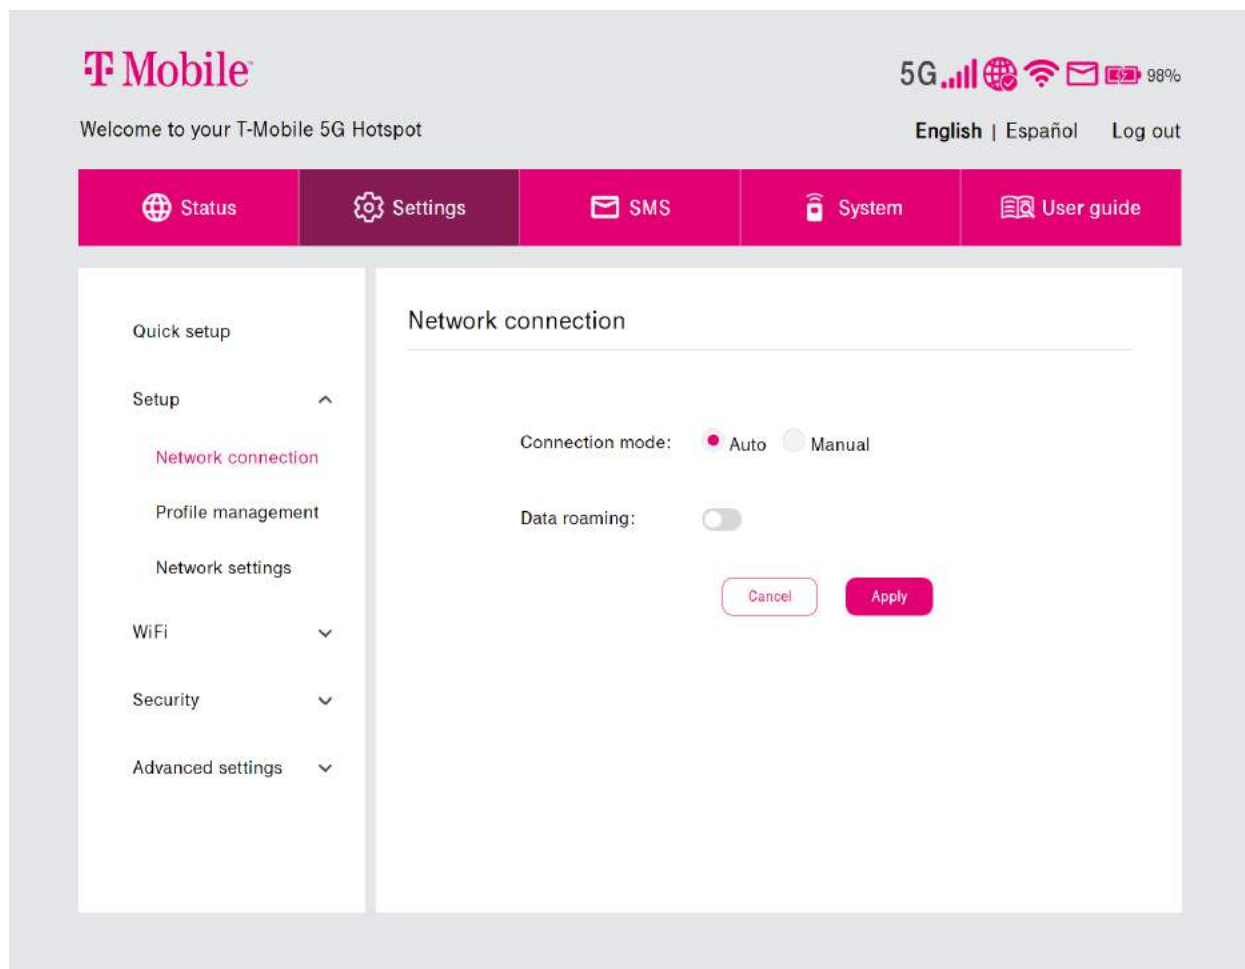 T Mobile
5G 98%
Welcome to your T-Mobile 5G Hotspot
English | Español Log out
Status Settings SMS System User guide
Quick setup
Setup
Network connection
Profile management
Network settings
WiFi
Security
Advanced settings
Network connection
Connection mode: Auto Manual
Data roaming:
Cancel Apply